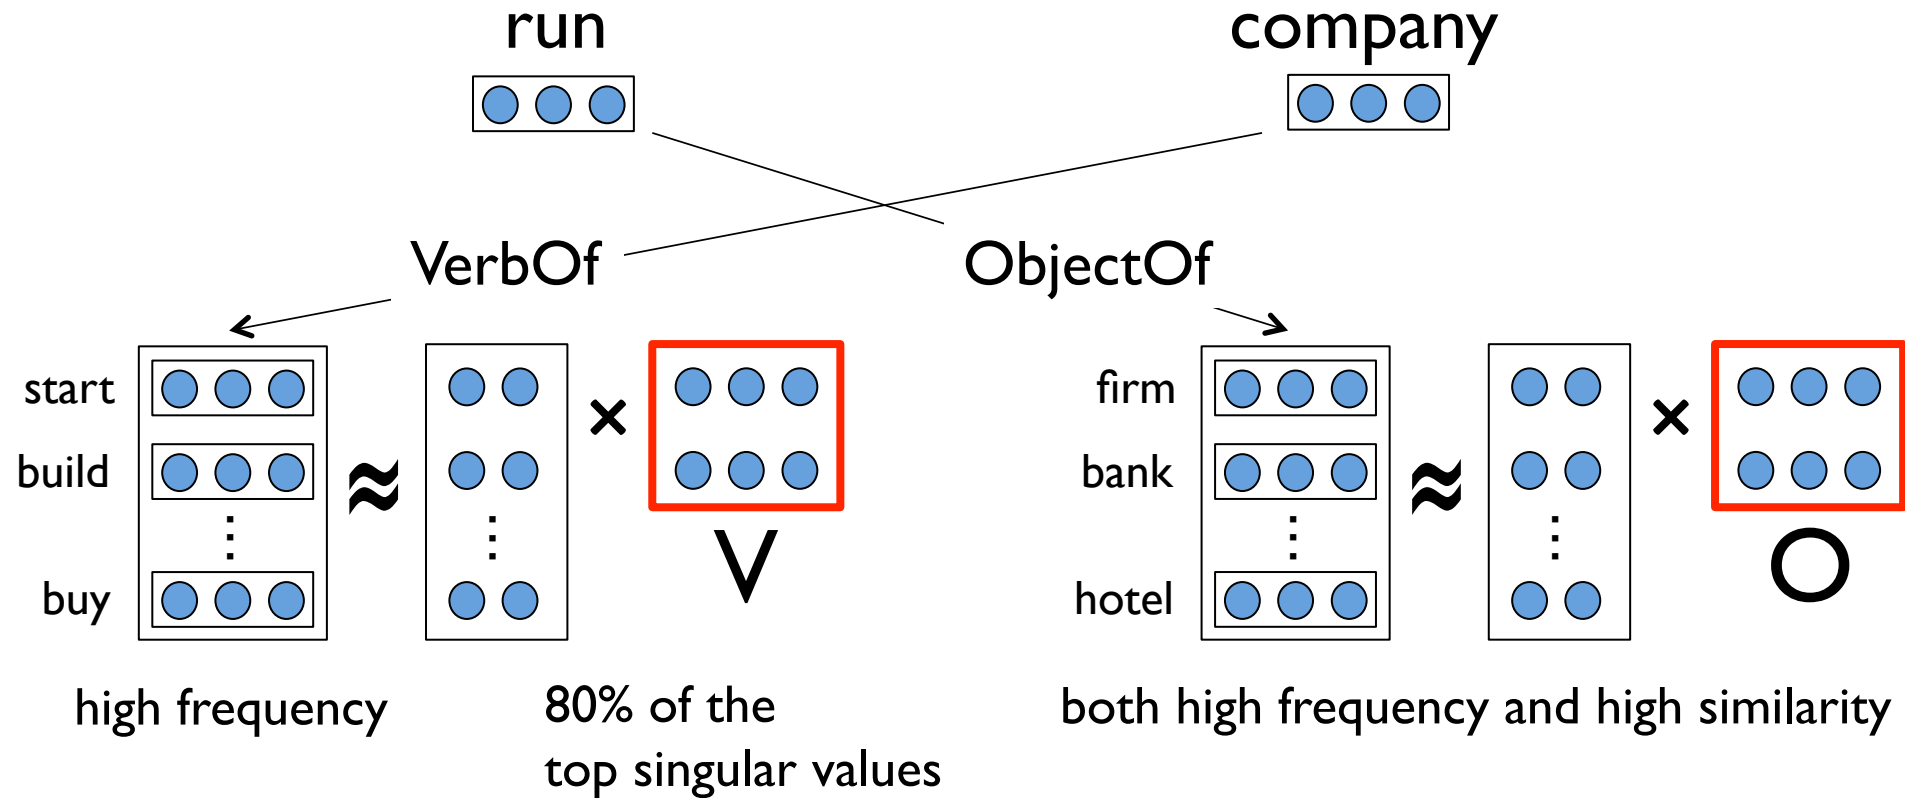 run
company
VerbOf
ObjectOf
start
build
⋮
buy
≈
×
V
firm
bank
⋮
hotel
≈
×
O
high frequency
80% of the
top singular values
both high frequency and high similarity